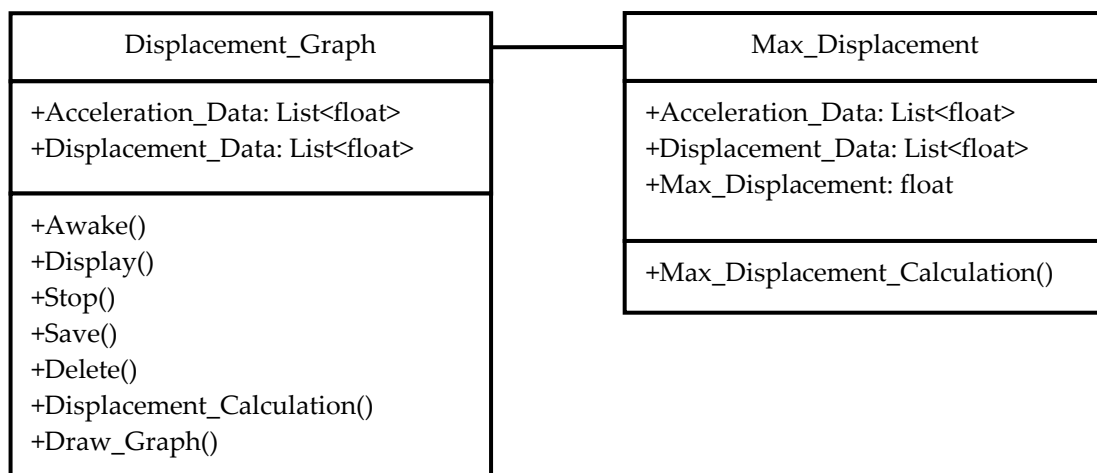 Displacement_Graph
+Acceleration_Data: List<float>
+Displacement_Data: List<float>
+Awake()
+Display()
+Stop()
+Save()
+Delete()
+Displacement_Calculation()
+Draw_Graph()
Max_Displacement
+Acceleration_Data: List<float>
+Displacement_Data: List<float>
+Max_Displacement: float
+Max_Displacement_Calculation()